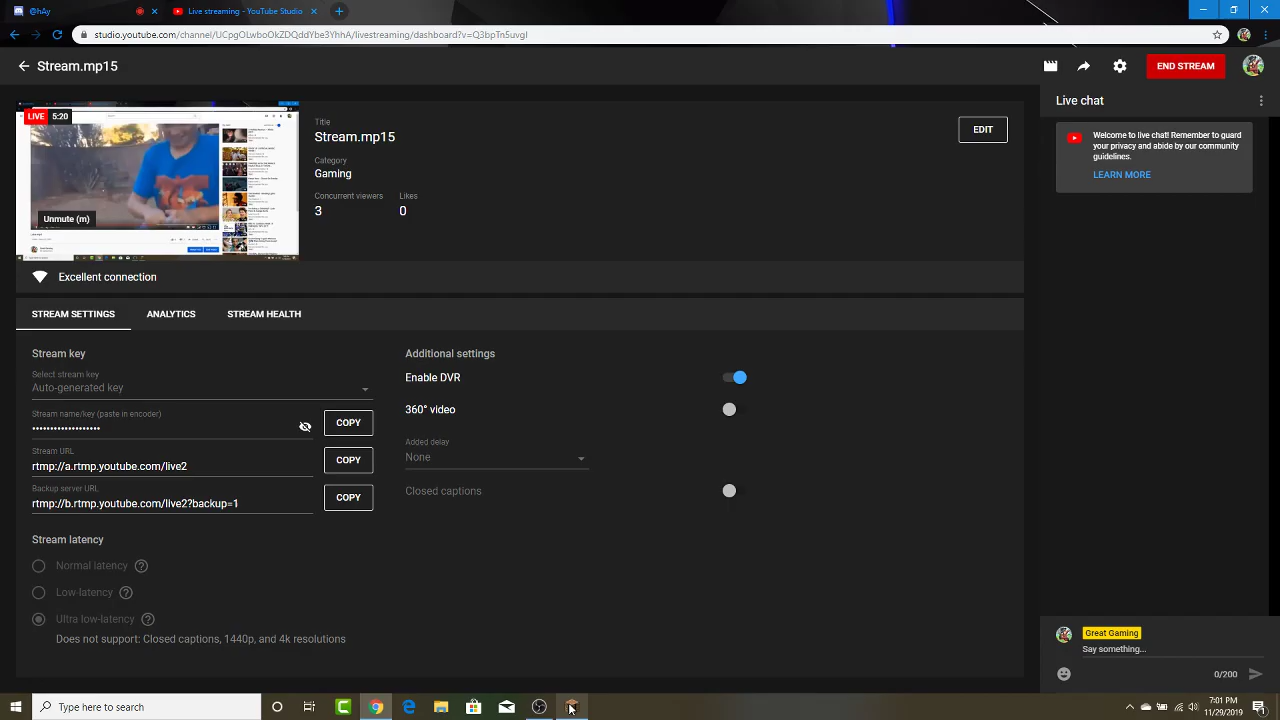 @hAy
Live streaming - YouTube Studio
studio.youtube.com/channel/UCpgOLwboOkZDQddYbe3YhhA/livestreaming/dashboard?v=Q3bpTn5uvgI
Stream.mp15
END STREAM
LIVE 5:20
Unmute (m)
Title
Stream.mp15
EDIT
Category
Gaming
Concurrent viewers
Likes
3
0
Excellent connection
STREAM SETTINGS
ANALYTICS
STREAM HEALTH
Stream key
Select stream key
Auto-generated key
Stream name/key (paste in encoder)
COPY
Stream URL
rtmp://a.rtmp.youtube.com/live2
COPY
Backup server URL
rtmp://b.rtmp.youtube.com/live2?backup=1
COPY
Stream latency
Normal latency
Low-latency
Ultra low-latency
Does not support: Closed captions, 1440p, and 4k resolutions
Additional settings
Enable DVR
360° video
Added delay
None
Closed captions
Live chat
Welcome to live chat! Remember to guard
your privacy and abide by our community
guidelines.
LEARN MORE
Great Gaming
Say something...
0/200
Type here to search
7:01 PM
11/29/2019